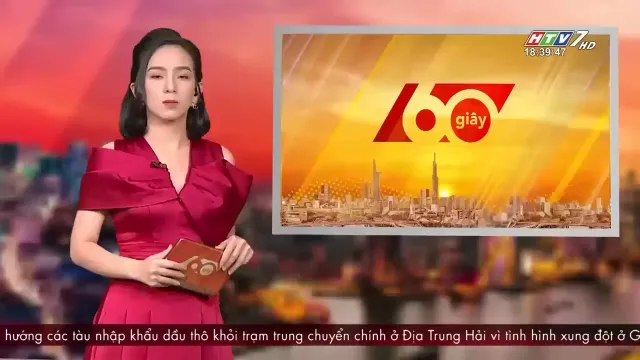 HTV7 HD
18:39:47
60 giây
60
hướng các tàu nhập khẩu dầu thô khỏi trạm trung chuyển chính ở Địa Trung Hải vì tình hình xung đột ở G